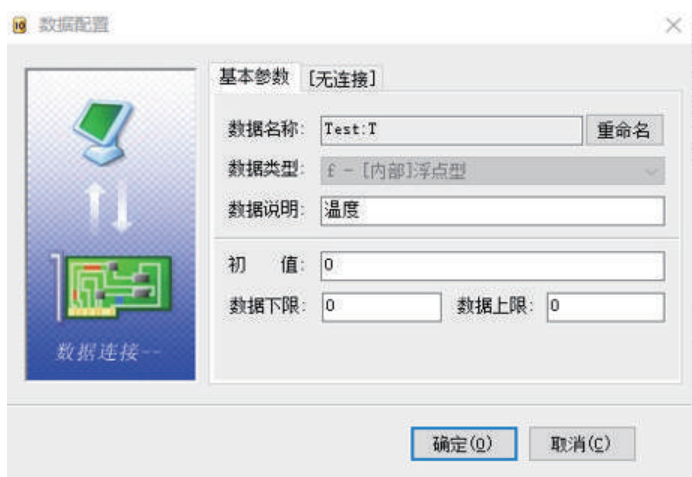 数据配置
基本参数 [无连接]
数据名称: Test:T 重命名
数据类型: f - [内部]浮点型
数据说明: 温度
初 值: 0
数据下限: 0 数据上限: 0
数据连接--
确定(O) 取消(C)